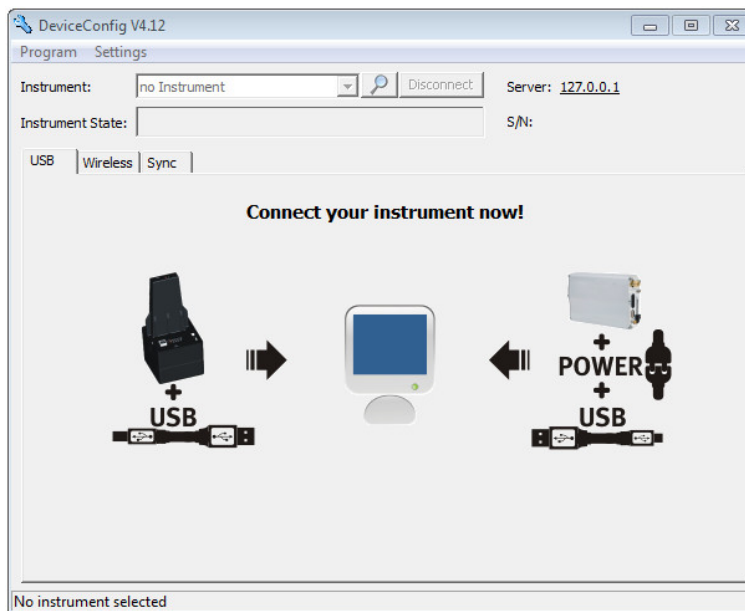 DeviceConfig V4.12
Program Settings
Instrument: no Instrument Disconnect Server: 127.0.0.1
Instrument State: S/N:
USB Wireless Sync
Connect your instrument now!
+
POWER
+ +
USB USB
No instrument selected